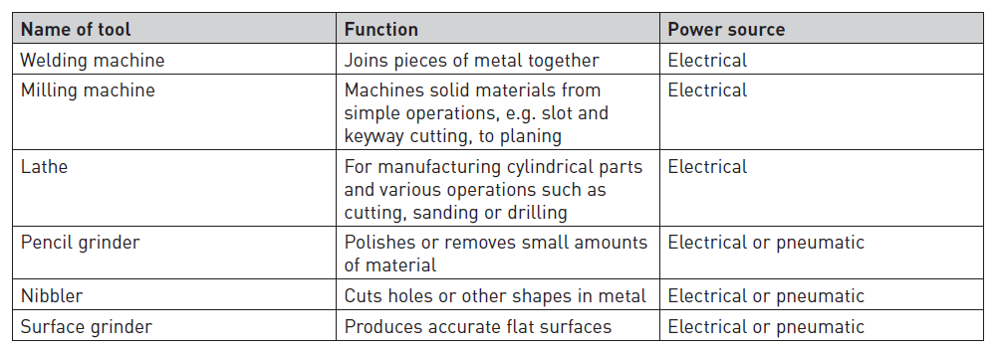 Name of tool Function Power source
Welding machine Joins pieces of metal together Electrical
Milling machine Machines solid materials from Electrical
simple operations, e.g. slot and
keyway cutting, to planing
Lathe For manufacturing cylindrical parts Electrical
and various operations such as
cutting, sanding or drilling
Pencil grinder Polishes or removes small amounts Electrical or pneumatic
of material
Nibbler Cuts holes or other shapes in metal Electrical or pneumatic
Surface grinder Produces accurate flat surfaces Electrical or pneumatic